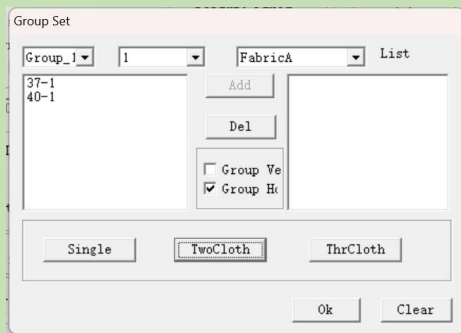 Group Set
Group_1 1 FabricA List
37-1
40-1
Add
Del
Group Ve
Group Ho
Single TwoCloth ThrCloth
Ok Clear